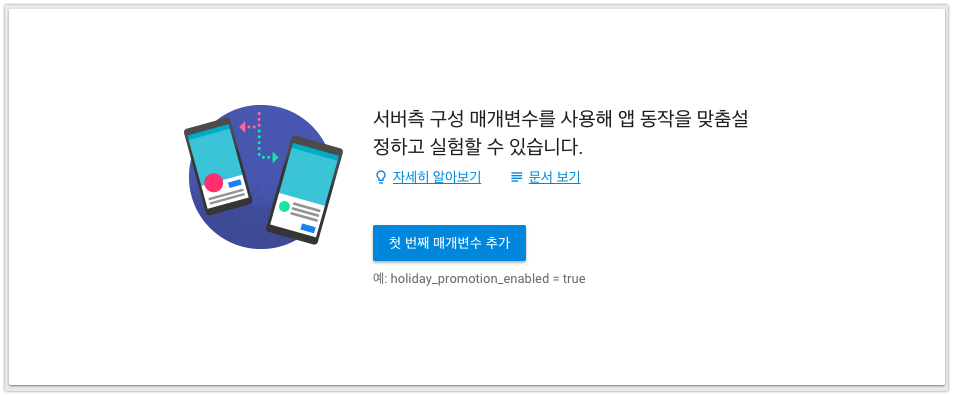 서버측 구성 매개변수를 사용해 앱 동작을 맞춤설
정하고 실험할 수 있습니다.
자세히 알아보기 문서 보기
첫 번째 매개변수 추가
예: holiday_promotion_enabled = true